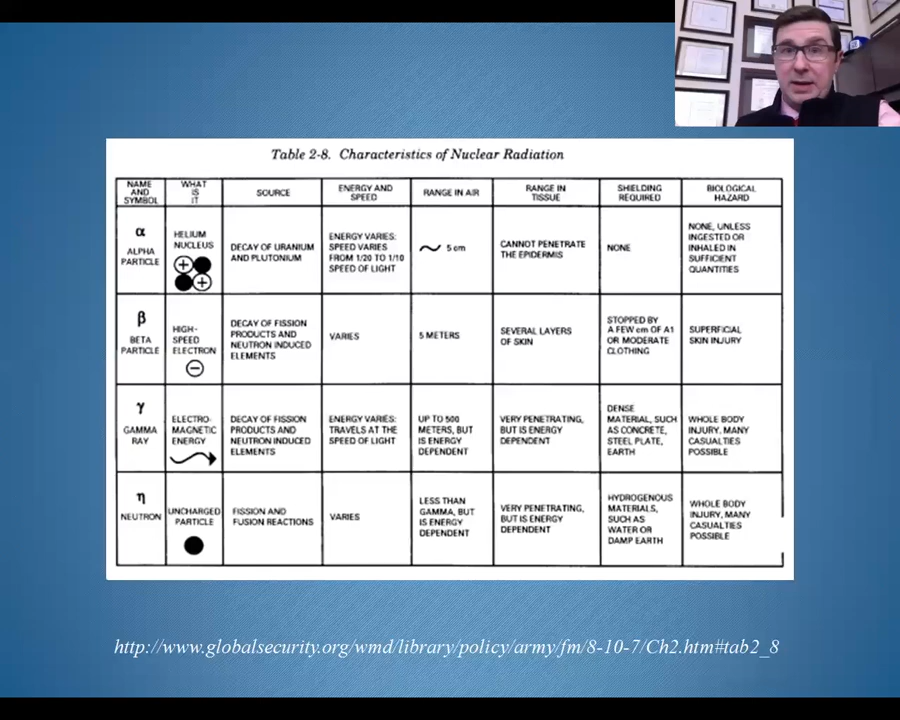 Table 2-8. Characteristics of Nuclear Radiation
NAME
AND
SYMBOL
WHAT
IS
IT
SOURCE
ENERGY AND
SPEED
RANGE IN AIR
RANGE IN
TISSUE
SHIELDING
REQUIRED
BIOLOGICAL
HAZARD
α
ALPHA
PARTICLE
HELIUM
NUCLEUS
DECAY OF URANIUM
AND PLUTONIUM
ENERGY VARIES:
SPEED VARIES
FROM 1/20 TO 1/10
SPEED OF LIGHT
~ 5 cm
CANNOT PENETRATE
THE EPIDERMIS
NONE
NONE, UNLESS
INGESTED OR
INHALED IN
SUFFICIENT
QUANTITIES
β
BETA
PARTICLE
HIGH-
SPEED
ELECTRON
DECAY OF FISSION
PRODUCTS AND
NEUTRON INDUCED
ELEMENTS
VARIES
5 METERS
SEVERAL LAYERS
OF SKIN
STOPPED BY
A FEW cm OF A1
OR MODERATE
CLOTHING
SUPERFICIAL
SKIN INJURY
γ
GAMMA
RAY
ELECTRO-
MAGNETIC
ENERGY
DECAY OF FISSION
PRODUCTS AND
NEUTRON INDUCED
ELEMENTS
ENERGY VARIES:
TRAVELS AT THE
SPEED OF LIGHT
UP TO 500
METERS, BUT
IS ENERGY
DEPENDENT
VERY PENETRATING,
BUT IS ENERGY
DEPENDENT
DENSE
MATERIAL, SUCH
AS CONCRETE,
STEEL PLATE,
EARTH
WHOLE BODY
INJURY, MANY
CASUALTIES
POSSIBLE
η
NEUTRON
UNCHARGED
PARTICLE
FISSION AND
FUSION REACTIONS
VARIES
LESS THAN
GAMMA, BUT
IS ENERGY
DEPENDENT
VERY PENETRATING,
BUT IS ENERGY
DEPENDENT
HYDROGENOUS
MATERIALS,
SUCH AS
WATER OR
DAMP EARTH
WHOLE BODY
INJURY, MANY
CASUALTIES
POSSIBLE
http://www.globalsecurity.org/wmd/library/policy/army/fm/8-10-7/Ch2.htm#tab2_8